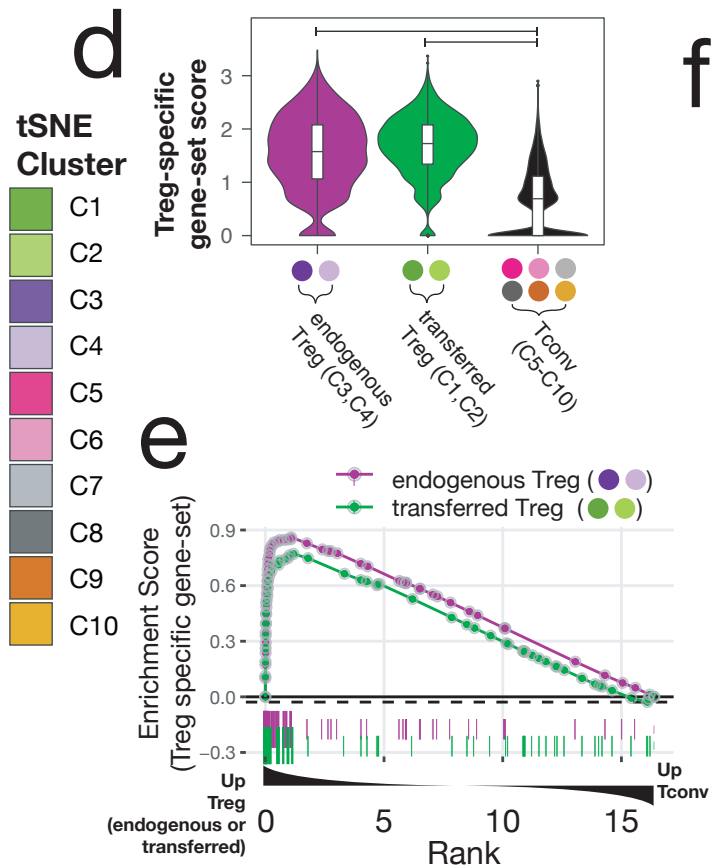 d
f
tSNE
Cluster
C1
C2
C3
C4
C5
C6
C7
C8
C9
C10
Treg-specific
gene-set score
3
2
1
0
endogenous
Treg (C3,C4)
transferred
Treg (C1,C2)
Tconv
(C5-C10)
e
endogenous Treg ( )
transferred Treg ( )
Enrichment Score
(Treg specific gene-set)
0.9
0.6
0.3
0.0
−0.3
Up
Treg
(endogenous or
transferred)
Up
Tconv
0 5 10 15
Rank